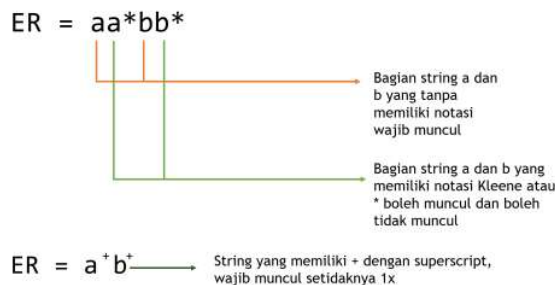 ER = aa*bb*
Bagian string a dan
b yang tanpa
memiliki notasi
wajib muncul
Bagian string a dan b yang
memiliki notasi Kleene atau
* boleh muncul dan boleh
tidak muncul
ER = a⁺b⁺
String yang memiliki + dengan superscript,
wajib muncul setidaknya 1x